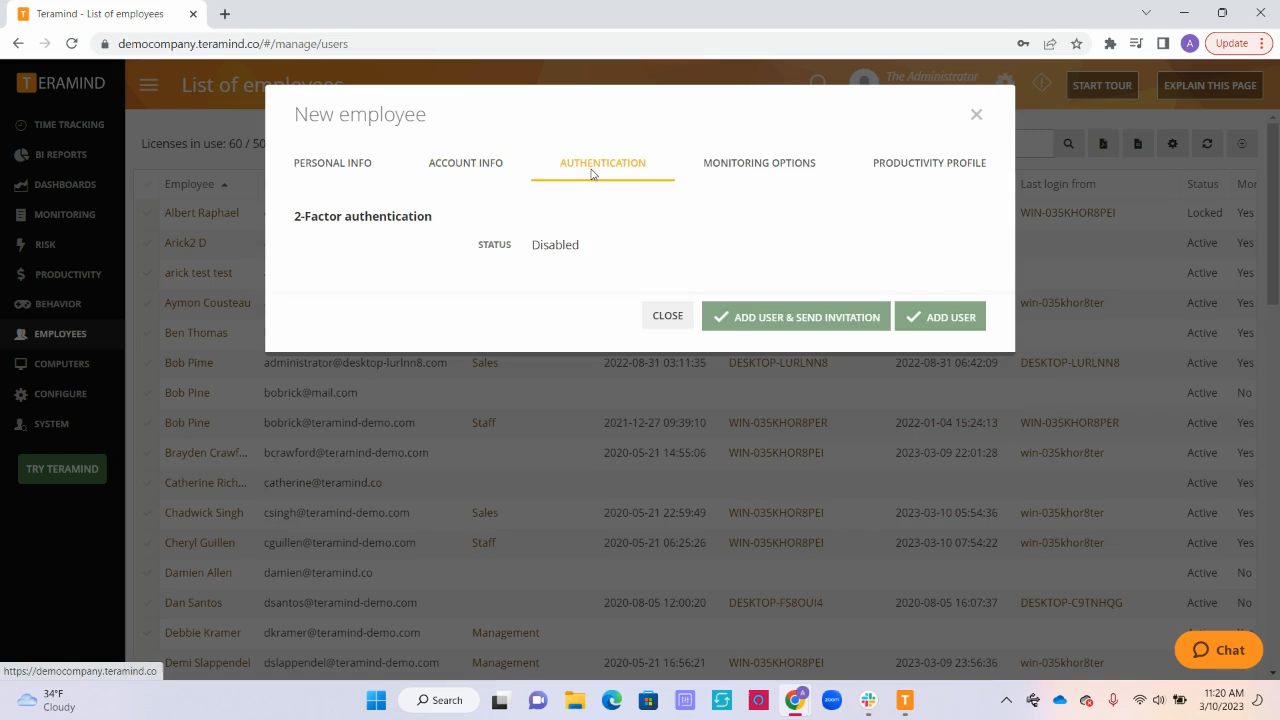 Teramind - List of employees
democompany.teramind.co/#/manage/users
A
Update
TERAMIND
List of employees
The Administrator
START TOUR
EXPLAIN THIS PAGE
TIME TRACKING
BI REPORTS
DASHBOARDS
MONITORING
RISK
PRODUCTIVITY
BEHAVIOR
EMPLOYEES
COMPUTERS
CONFIGURE
SYSTEM
TRY TERAMIND
Licenses in use: 60 / 50
New employee
PERSONAL INFO ACCOUNT INFO AUTHENTICATION MONITORING OPTIONS PRODUCTIVITY PROFILE
2-Factor authentication
STATUS Disabled
CLOSE ADD USER & SEND INVITATION ADD USER
Employee Last login from Status Mor
Albert Raphael WIN-035KHOR8PEI Locked Yes
Arick2 D Active Yes
arick test test Active Yes
Aymon Cousteau win-035khor8ter Active Yes
Ben Thomas Active Yes
Bob Pime administrator@desktop-lurlnn8.com Sales 2022-08-31 03:11:35 DESKTOP-LURLNN8 2022-08-31 06:42:09 DESKTOP-LURLNN8 Active Yes
Bob Pine bobrick@mail.com Active No
Bob Pine bobrick@teramind-demo.com Staff 2021-12-27 09:39:10 WIN-035KHOR8PER 2022-01-04 15:24:13 WIN-035KHOR8PER Active Yes
Brayden Crawf... bcrawford@teramind-demo.com 2020-05-21 14:55:06 WIN-035KHOR8PEI 2023-03-09 22:01:28 win-035khor8ter Active Yes
Catherine Rich... catherine@teramind.co Active Yes
Chadwick Singh csingh@teramind-demo.com Sales 2020-05-21 22:59:49 WIN-035KHOR8PEI 2023-03-10 05:54:36 win-035khor8ter Active Yes
Cheryl Guillen cguillen@teramind-demo.com Staff 2020-05-21 06:25:26 WIN-035KHOR8PEI 2023-03-10 07:54:22 win-035khor8ter Active Yes
Damien Allen damien@teramind.co Active No
Dan Santos dsantos@teramind-demo.com 2020-08-05 12:00:20 DESKTOP-FS8OUI4 2020-08-05 16:07:37 DESKTOP-C9TNHQG Active No
Debbie Kramer dkramer@teramind-demo.com Management
Demi Slappendel dslappendel@teramind-demo.com Management 2020-05-21 16:56:21 WIN-035KHOR8PEI 2023-03-09 23:56:36 win-035khor8ter Active Yes
Chat
https://democompany.teramind.co
34°F
Cloudy
Search
zoom
11:20 AM
3/10/2023